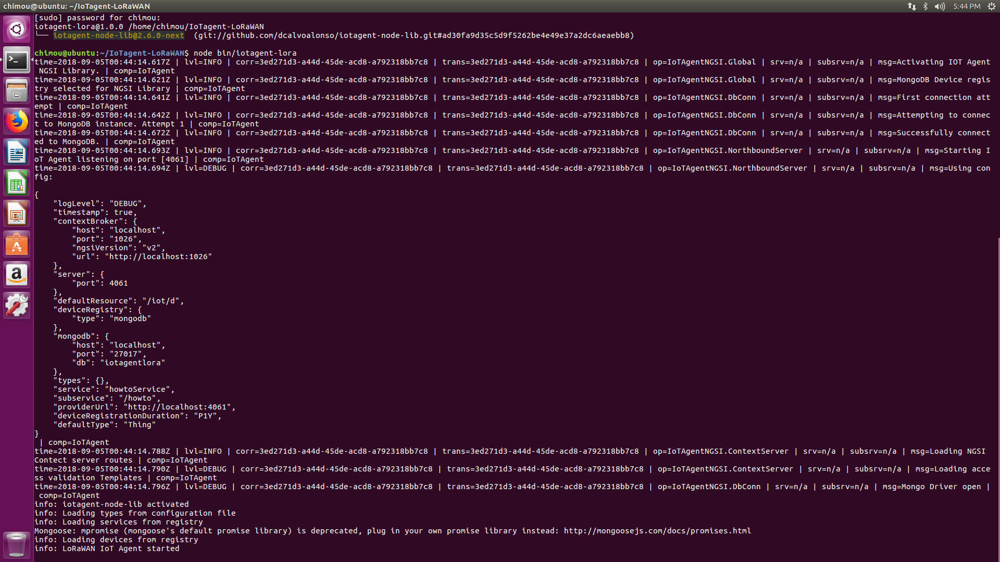 chimou@ubuntu: ~/IoTagent-LoRaWAN
5:44 PM
[sudo] password for chimou:
iotagent-lora@1.0.0 /home/chimou/IoTagent-LoRaWAN
└── iotagent-node-lib@2.6.0-next  (git://github.com/dcalvoalonso/iotagent-node-lib.git#ad30fa9d35c5d9f5262be4e49e37a2dc6aeaebb8)
chimou@ubuntu:~/IoTagent-LoRaWAN$ node bin/iotagent-lora
time=2018-09-05T00:44:14.617Z | lvl=INFO | corr=3ed271d3-a44d-45de-acd8-a792318bb7c8 | trans=3ed271d3-a44d-45de-acd8-a792318bb7c8 | op=IoTAgentNGSI.Global | srv=n/a | subsrv=n/a | msg=Activating IOT Agent
 NGSI Library. | comp=IoTAgent
time=2018-09-05T00:44:14.621Z | lvl=INFO | corr=3ed271d3-a44d-45de-acd8-a792318bb7c8 | trans=3ed271d3-a44d-45de-acd8-a792318bb7c8 | op=IoTAgentNGSI.Global | srv=n/a | subsrv=n/a | msg=MongoDB Device regis
try selected for NGSI Library | comp=IoTAgent
time=2018-09-05T00:44:14.641Z | lvl=INFO | corr=3ed271d3-a44d-45de-acd8-a792318bb7c8 | trans=3ed271d3-a44d-45de-acd8-a792318bb7c8 | op=IoTAgentNGSI.DbConn | srv=n/a | subsrv=n/a | msg=First connection att
empt | comp=IoTAgent
time=2018-09-05T00:44:14.642Z | lvl=INFO | corr=3ed271d3-a44d-45de-acd8-a792318bb7c8 | trans=3ed271d3-a44d-45de-acd8-a792318bb7c8 | op=IoTAgentNGSI.DbConn | srv=n/a | subsrv=n/a | msg=Attempting to connec
t to MongoDB instance. Attempt 1 | comp=IoTAgent
time=2018-09-05T00:44:14.672Z | lvl=INFO | corr=3ed271d3-a44d-45de-acd8-a792318bb7c8 | trans=3ed271d3-a44d-45de-acd8-a792318bb7c8 | op=IoTAgentNGSI.DbConn | srv=n/a | subsrv=n/a | msg=Successfully connect
ed to MongoDB. | comp=IoTAgent
time=2018-09-05T00:44:14.693Z | lvl=INFO | corr=3ed271d3-a44d-45de-acd8-a792318bb7c8 | trans=3ed271d3-a44d-45de-acd8-a792318bb7c8 | op=IoTAgentNGSI.NorthboundServer | srv=n/a | subsrv=n/a | msg=Starting I
oT Agent listening on port [4061] | comp=IoTAgent
time=2018-09-05T00:44:14.694Z | lvl=DEBUG | corr=3ed271d3-a44d-45de-acd8-a792318bb7c8 | trans=3ed271d3-a44d-45de-acd8-a792318bb7c8 | op=IoTAgentNGSI.NorthboundServer | srv=n/a | subsrv=n/a | msg=Using con
fig:
{
    "logLevel": "DEBUG",
    "timestamp": true,
    "contextBroker": {
        "host": "localhost",
        "port": "1026",
        "ngsiVersion": "v2",
        "url": "http://localhost:1026"
    },
    "server": {
        "port": 4061
    },
    "defaultResource": "/iot/d",
    "deviceRegistry": {
        "type": "mongodb"
    },
    "mongodb": {
        "host": "localhost",
        "port": "27017",
        "db": "iotagentlora"
    },
    "types": {},
    "service": "howtoService",
    "subservice": "/howto",
    "providerUrl": "http://localhost:4061",
    "deviceRegistrationDuration": "P1Y",
    "defaultType": "Thing"
}
 | comp=IoTAgent
time=2018-09-05T00:44:14.788Z | lvl=INFO | corr=3ed271d3-a44d-45de-acd8-a792318bb7c8 | trans=3ed271d3-a44d-45de-acd8-a792318bb7c8 | op=IoTAgentNGSI.ContextServer | srv=n/a | subsrv=n/a | msg=Loading NGSI
Contect server routes | comp=IoTAgent
time=2018-09-05T00:44:14.790Z | lvl=DEBUG | corr=3ed271d3-a44d-45de-acd8-a792318bb7c8 | trans=3ed271d3-a44d-45de-acd8-a792318bb7c8 | op=IoTAgentNGSI.ContextServer | srv=n/a | subsrv=n/a | msg=Loading acce
ss validation Templates | comp=IoTAgent
time=2018-09-05T00:44:14.796Z | lvl=DEBUG | corr=3ed271d3-a44d-45de-acd8-a792318bb7c8 | trans=3ed271d3-a44d-45de-acd8-a792318bb7c8 | op=IoTAgentNGSI.DbConn | srv=n/a | subsrv=n/a | msg=Mongo Driver open |
 comp=IoTAgent
info: iotagent-node-lib activated
info: Loading types from configuration file
info: Loading services from registry
Mongoose: mpromise (mongoose's default promise library) is deprecated, plug in your own promise library instead: http://mongoosejs.com/docs/promises.html
info: Loading devices from registry
info: LoRaWAN IoT Agent started